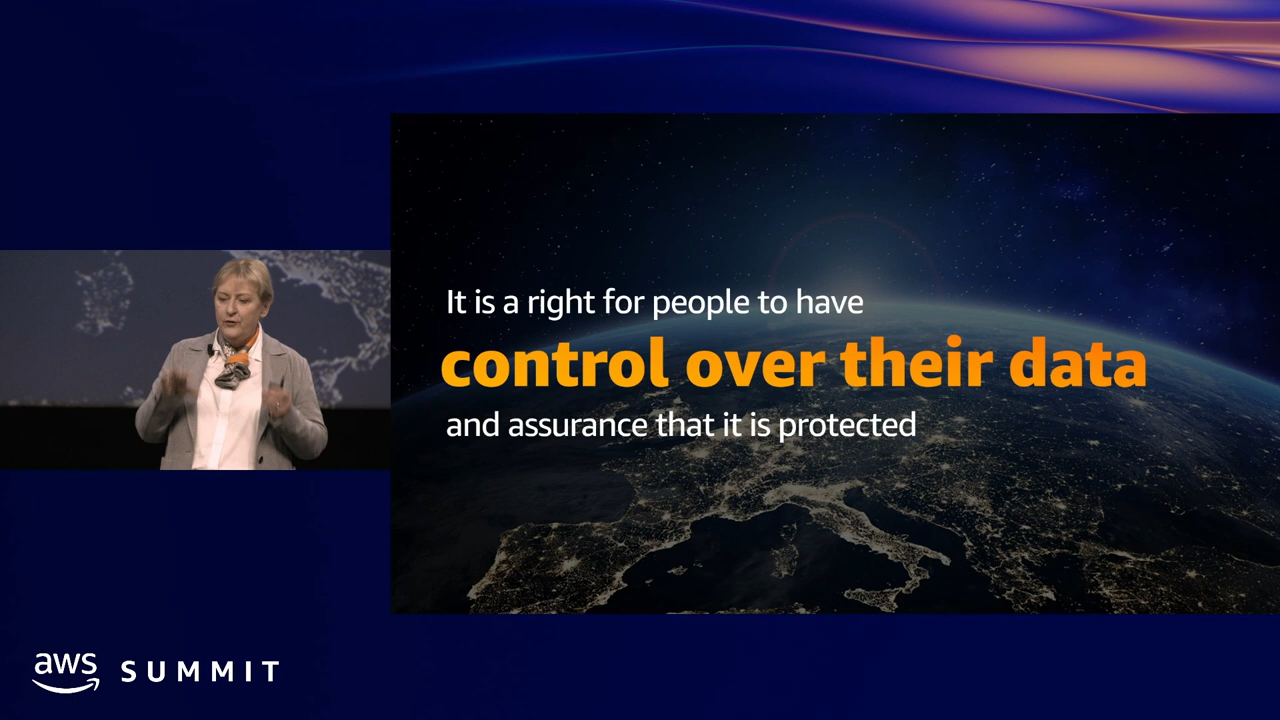 It is a right for people to have
control over their data
and assurance that it is protected
aws SUMMIT